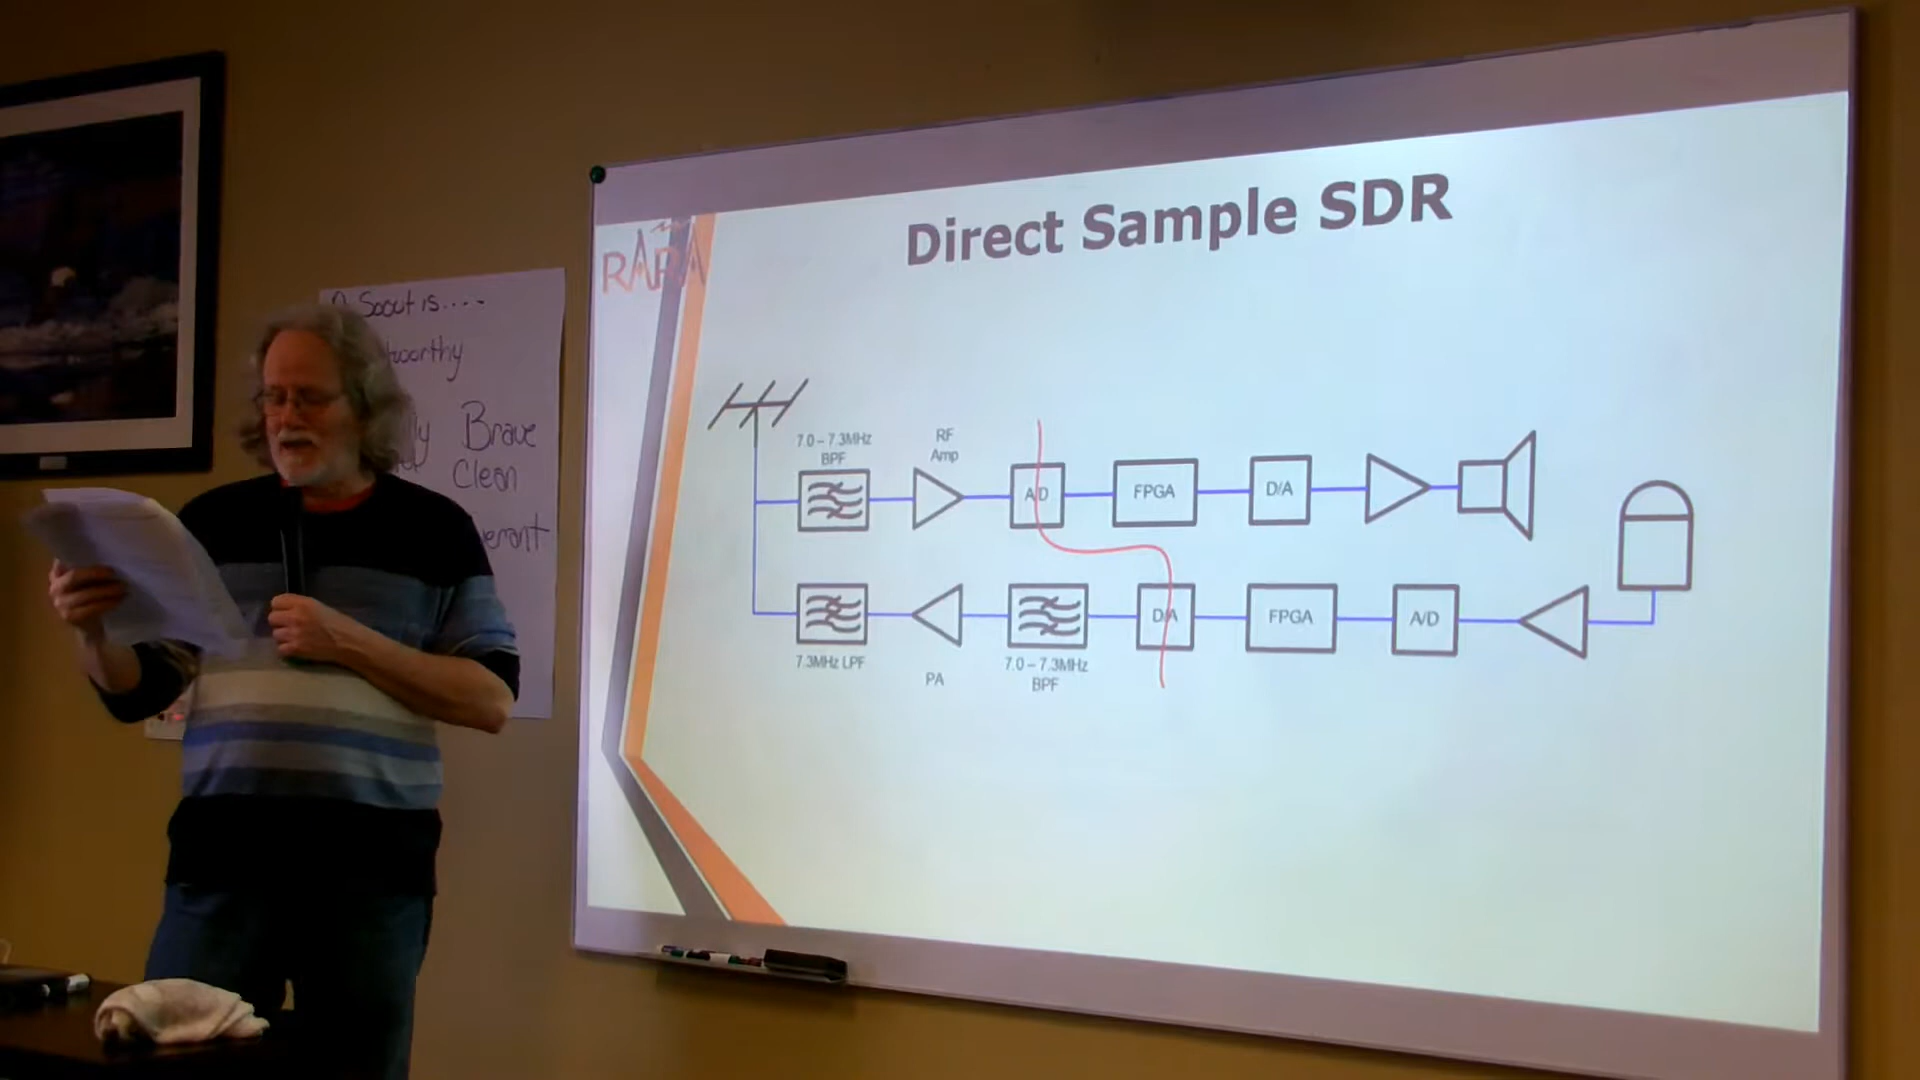 Scout is....
worthy
Brave
Clean
RARA
Direct Sample SDR
7.0 – 7.3MHz
BPF
RF
Amp
A/D
FPGA
D/A
7.3MHz LPF
PA
7.0 – 7.3MHz
BPF
D/A
FPGA
A/D